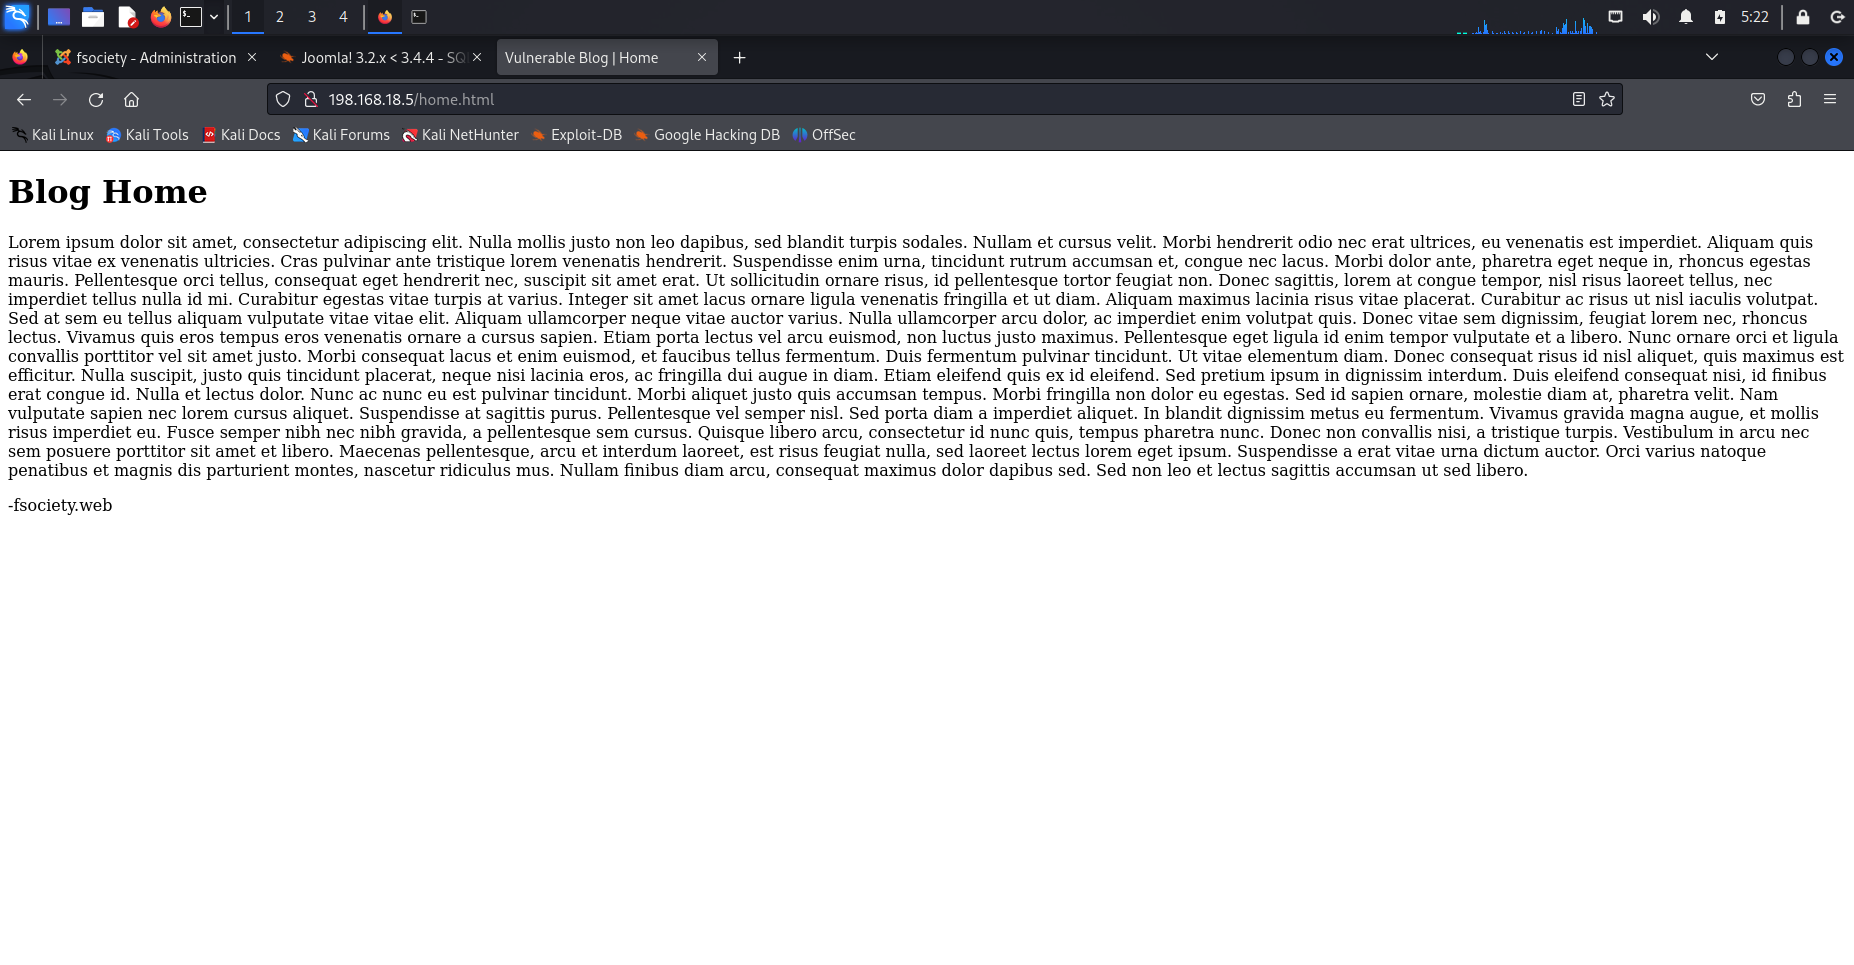 1 2 3 4
5:22
fsociety - Administration
Joomla! 3.2.x < 3.4.4 - SQ
Vulnerable Blog | Home
198.168.18.5/home.html
Kali Linux Kali Tools Kali Docs Kali Forums Kali NetHunter Exploit-DB Google Hacking DB OffSec
Blog Home
Lorem ipsum dolor sit amet, consectetur adipiscing elit. Nulla mollis justo non leo dapibus, sed blandit turpis sodales. Nullam et cursus velit. Morbi hendrerit odio nec erat ultrices, eu venenatis est imperdiet. Aliquam quis
risus vitae ex venenatis ultricies. Cras pulvinar ante tristique lorem venenatis hendrerit. Suspendisse enim urna, tincidunt rutrum accumsan et, congue nec lacus. Morbi dolor ante, pharetra eget neque in, rhoncus egestas
mauris. Pellentesque orci tellus, consequat eget hendrerit nec, suscipit sit amet erat. Ut sollicitudin ornare risus, id pellentesque tortor feugiat non. Donec sagittis, lorem at congue tempor, nisl risus laoreet tellus, nec
imperdiet tellus nulla id mi. Curabitur egestas vitae turpis at varius. Integer sit amet lacus ornare ligula venenatis fringilla et ut diam. Aliquam maximus lacinia risus vitae placerat. Curabitur ac risus ut nisl iaculis volutpat.
Sed at sem eu tellus aliquam vulputate vitae vitae elit. Aliquam ullamcorper neque vitae auctor varius. Nulla ullamcorper arcu dolor, ac imperdiet enim volutpat quis. Donec vitae sem dignissim, feugiat lorem nec, rhoncus
lectus. Vivamus quis eros tempus eros venenatis ornare a cursus sapien. Etiam porta lectus vel arcu euismod, non luctus justo maximus. Pellentesque eget ligula id enim tempor vulputate et a libero. Nunc ornare orci et ligula
convallis porttitor vel sit amet justo. Morbi consequat lacus et enim euismod, et faucibus tellus fermentum. Duis fermentum pulvinar tincidunt. Ut vitae elementum diam. Donec consequat risus id nisl aliquet, quis maximus est
efficitur. Nulla suscipit, justo quis tincidunt placerat, neque nisi lacinia eros, ac fringilla dui augue in diam. Etiam eleifend quis ex id eleifend. Sed pretium ipsum in dignissim interdum. Duis eleifend consequat nisi, id finibus
erat congue id. Nulla et lectus dolor. Nunc ac nunc eu est pulvinar tincidunt. Morbi aliquet justo quis accumsan tempus. Morbi fringilla non dolor eu egestas. Sed id sapien ornare, molestie diam at, pharetra velit. Nam
vulputate sapien nec lorem cursus aliquet. Suspendisse at sagittis purus. Pellentesque vel semper nisl. Sed porta diam a imperdiet aliquet. In blandit dignissim metus eu fermentum. Vivamus gravida magna augue, et mollis
risus imperdiet eu. Fusce semper nibh nec nibh gravida, a pellentesque sem cursus. Quisque libero arcu, consectetur id nunc quis, tempus pharetra nunc. Donec non convallis nisi, a tristique turpis. Vestibulum in arcu nec
sem posuere porttitor sit amet et libero. Maecenas pellentesque, arcu et interdum laoreet, est risus feugiat nulla, sed laoreet lectus lorem eget ipsum. Suspendisse a erat vitae urna dictum auctor. Orci varius natoque
penatibus et magnis dis parturient montes, nascetur ridiculus mus. Nullam finibus diam arcu, consequat maximus dolor dapibus sed. Sed non leo et lectus sagittis accumsan ut sed libero.
-fsociety.web